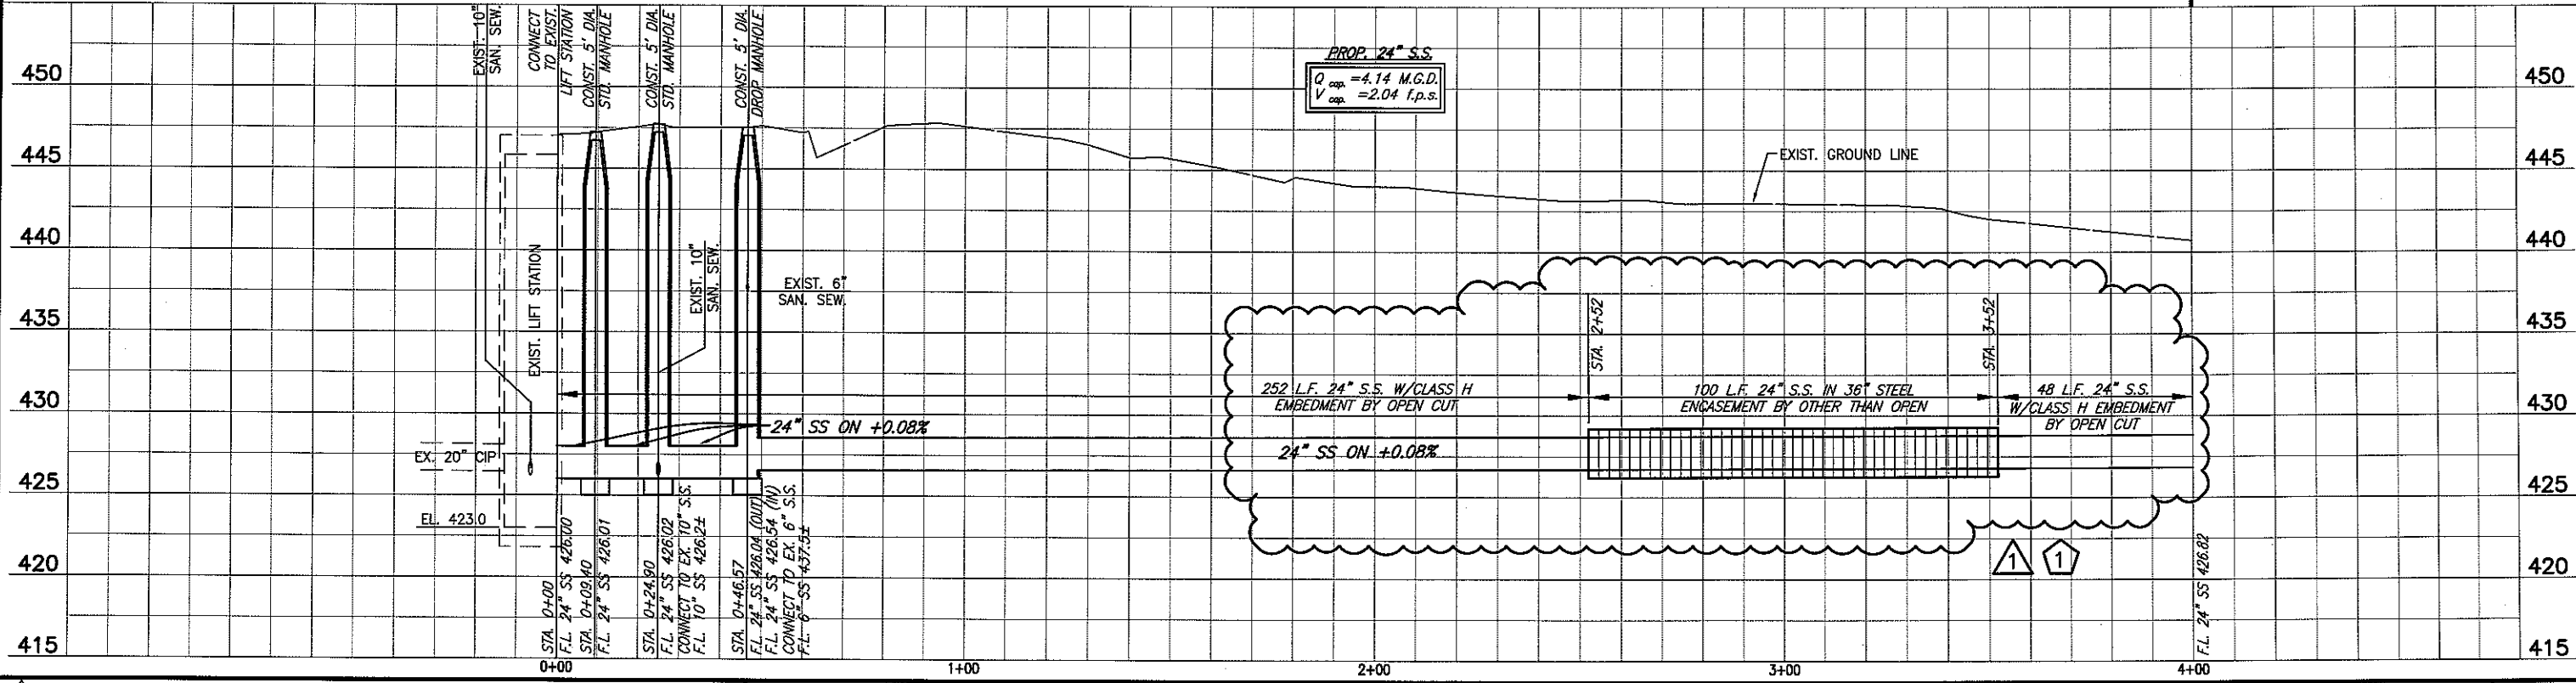 EXIST. 10"
SAN. SEW.
CONNECT
TO EXIST.
LIFT STATION
CONST. 5' DIA.
STD. MANHOLE
CONST. 5' DIA.
STD. MANHOLE
CONST. 5' DIA.
DROP MANHOLE
PROP. 24" S.S.
Q cap. =4.14 M.G.D.
V cap. =2.04 f.p.s.
450
450
445
445
EXIST. GROUND LINE
440
440
EXIST. LIFT STATION
EXIST. 10"
SAN. SEW.
EXIST. 6"
SAN. SEW.
435
435
STA. 2+52
STA. 3+52
252 L.F. 24" S.S. W/CLASS H
EMBEDMENT BY OPEN CUT
100 L.F. 24" S.S. IN 36" STEEL
ENCASEMENT BY OTHER THAN OPEN
48 L.F. 24" S.S.
W/CLASS H EMBEDMENT
BY OPEN CUT
430
430
24" SS ON +0.08%
24" SS ON +0.08%
EX. 20" CIP
425
425
EL. 423.0
420
420
1
1
STA. 0+00
F.L. 24" SS 426.00
STA. 0+09.40
F.L. 24" SS 426.01
STA. 0+24.90
F.L. 24" SS 426.02
CONNECT TO EX. 10" S.S.
F.L. 10" SS 426.2±
STA. 0+46.57
F.L. 24" SS 426.04 (OUT)
F.L. 24" SS 426.54 (IN)
CONNECT TO EX. 6" S.S.
F.L. 6" SS 437.5±
F.L. 24" SS 426.82
415
415
0+00
1+00
2+00
3+00
4+00